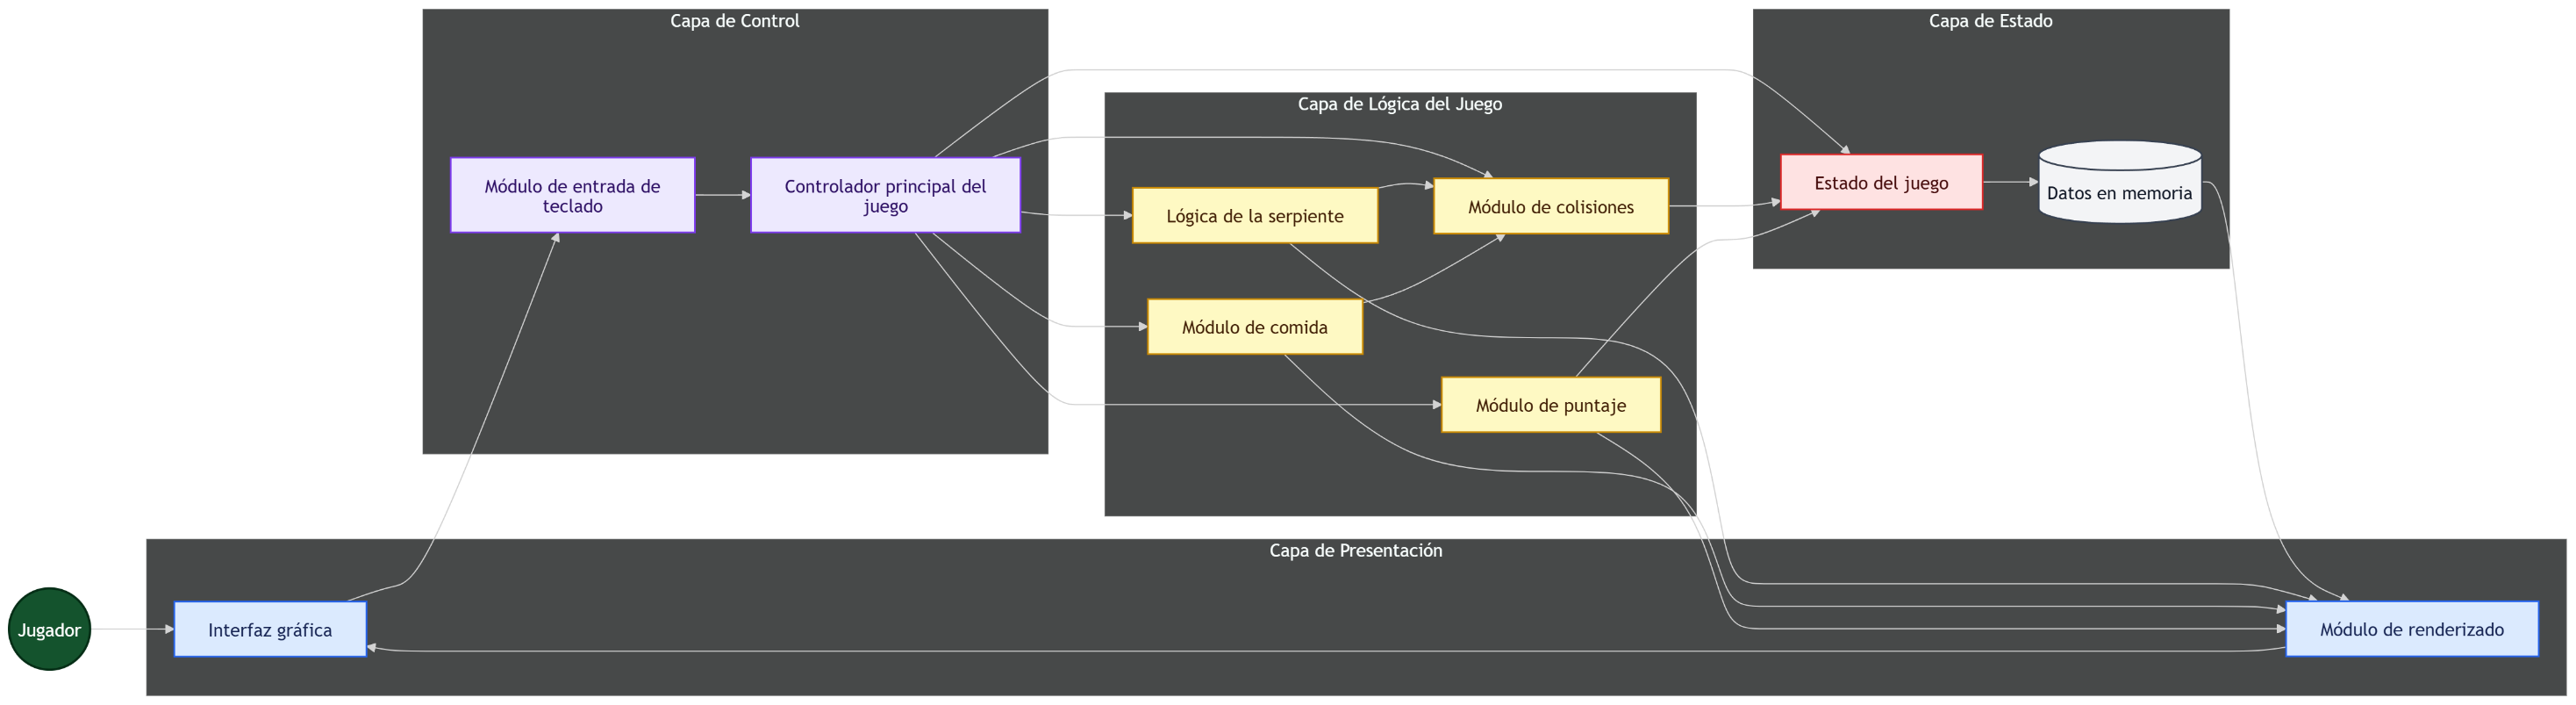 Capa de Control
Módulo de entrada de
teclado
Controlador principal del
juego
Capa de Lógica del Juego
Lógica de la serpiente
Módulo de colisiones
Módulo de comida
Módulo de puntaje
Capa de Estado
Estado del juego
Datos en memoria
Capa de Presentación
Jugador
Interfaz gráfica
Módulo de renderizado